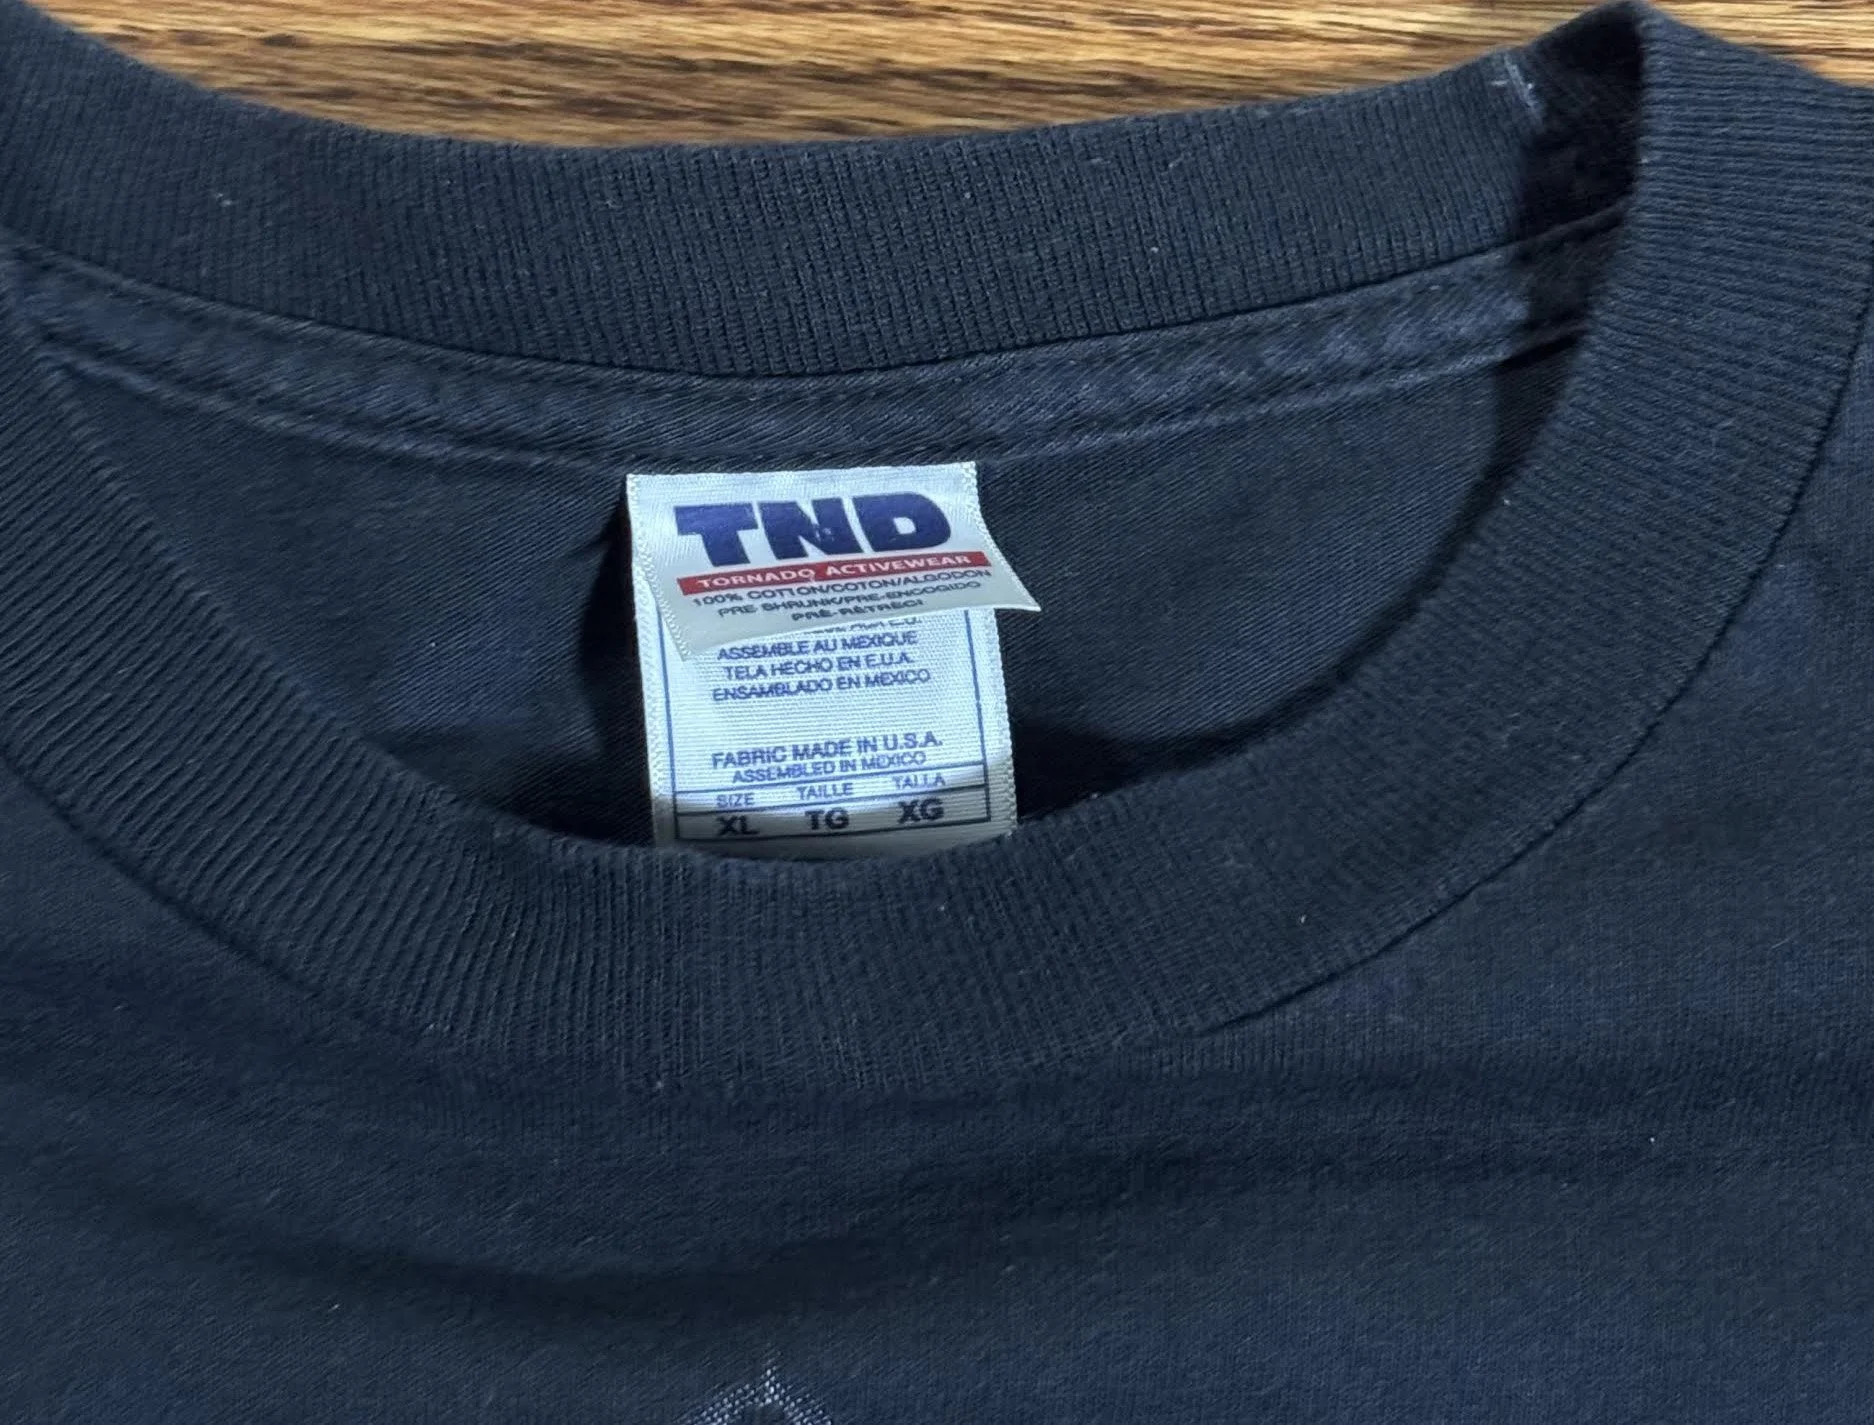 TND
TORNADO ACTIVEWEAR
100% COTTON/COTON/ALGODON
PRE SHRUNK/PRE-ENCOGIDO
PRÉ-RÉTRÉCI
ASSEMBLE AU MEXIQUE
TELA HECHO EN E.U.A.
ENSAMBLADO EN MEXICO
FABRIC MADE IN U.S.A.
ASSEMBLED IN MEXICO
SIZE TAILLE TALLA
XL TG XG